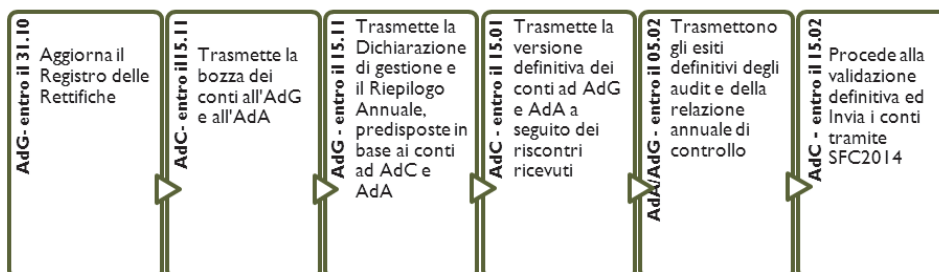 AdG- entro il 31.10
Aggiorna il
Registro delle
Rettifiche
AdC- entro il15.11
Trasmette la
bozza dei
conti all'AdG
e all'AdA
AdG - entro il 15.11
Trasmette la
Dichiarazione
di gestione e
il Riepilogo
Annuale,
predisposte in
base ai conti
ad AdC e
AdA
AdC - entro il 15.01
Trasmette la
versione
definitiva dei
conti ad AdG
e AdA a
seguito dei
riscontri
ricevuti
AdA/AdG - entro il 05.02
Trasmettono
gli esiti
definitivi degli
audit e della
relazione
annuale di
controllo
AdC - entro il 15.02
Procede alla
validazione
definitiva ed
Invia i conti
tramite
SFC2014